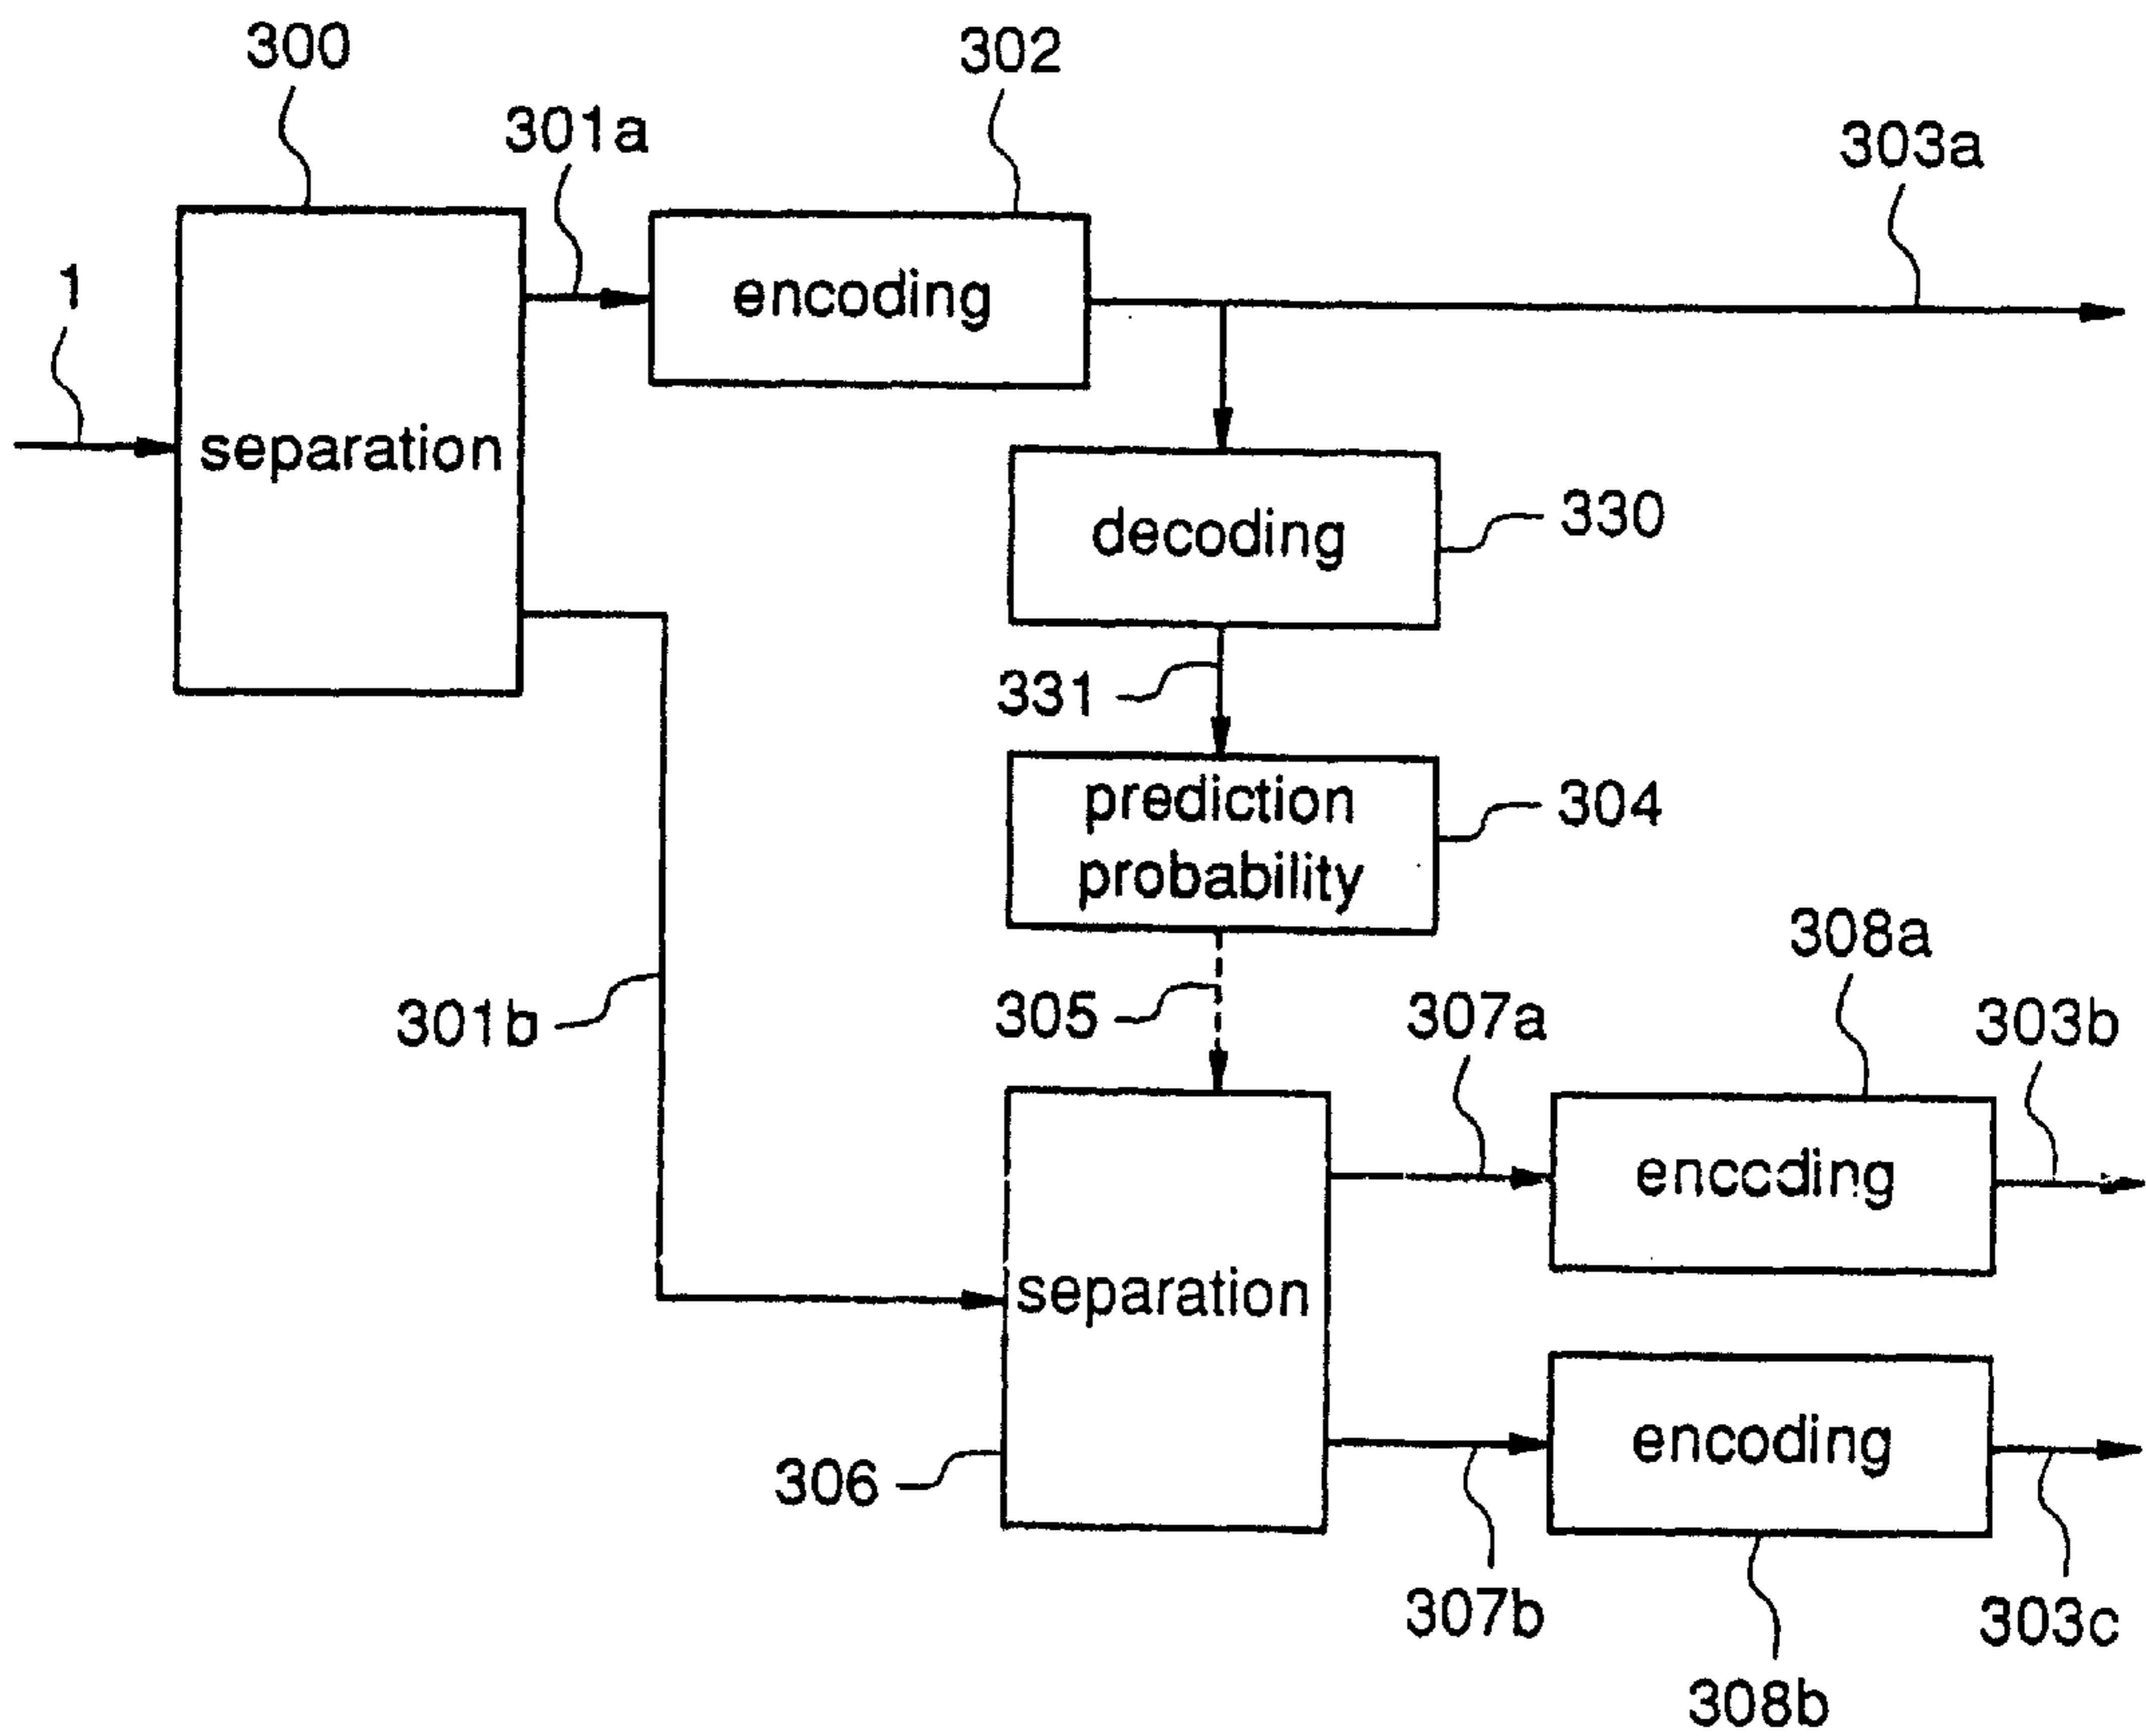 300
302
301a
303a
1
encoding
separation
decoding
330
331
prediction
probability
304
308a
305
307a
303b
301b
encoding
separation
306
encoding
307b
303c
308b